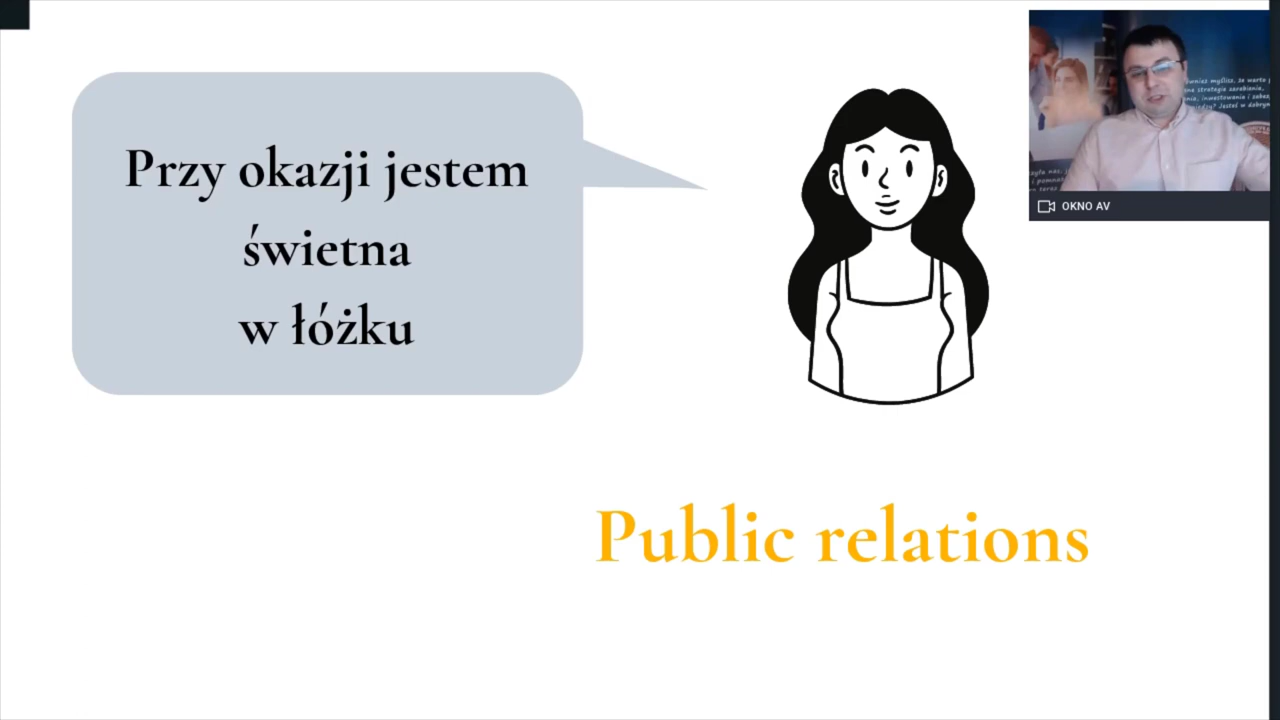 Przy okazji jestem
świetna
w łóżku
Public relations
OKNO AV